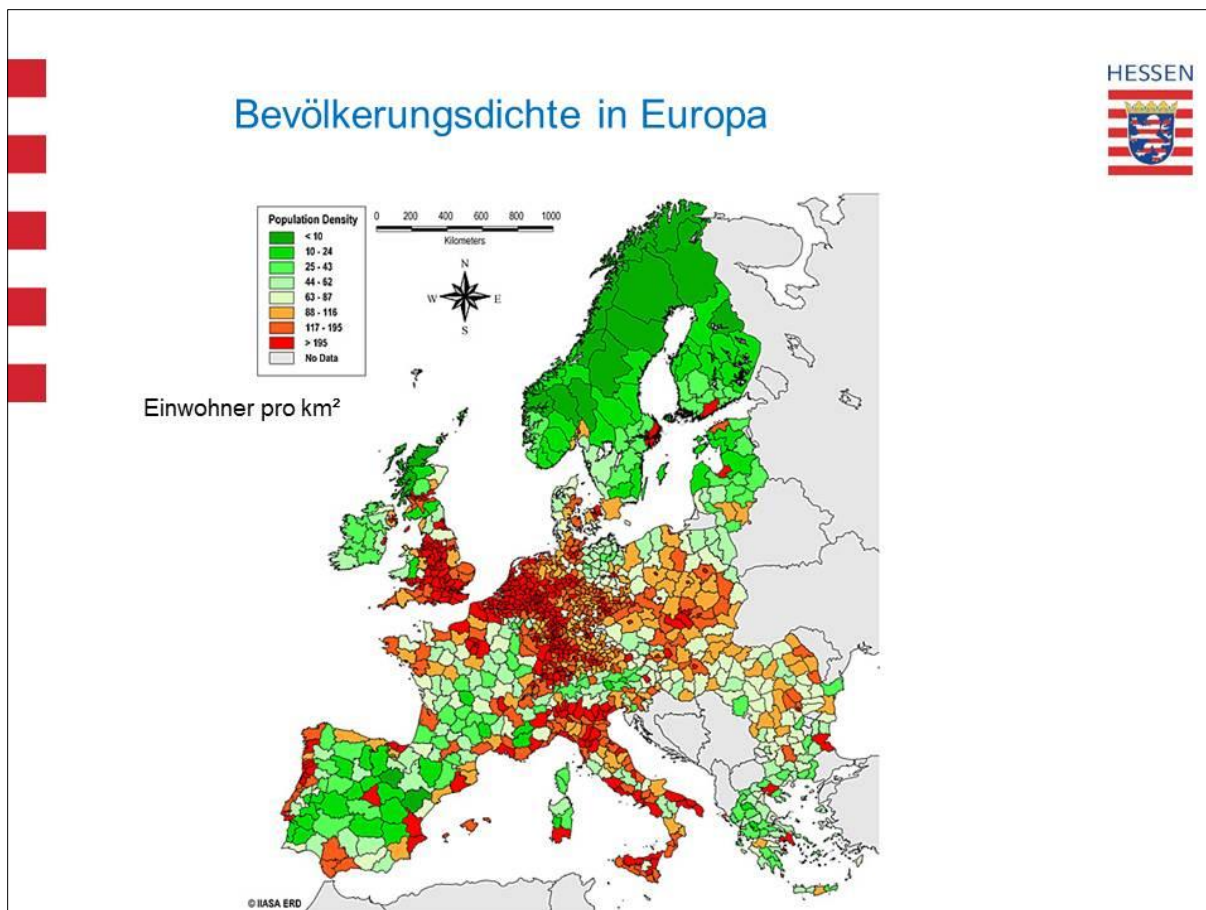 HESSEN
Bevölkerungsdichte in Europa
Population Density
< 10
10 - 24
25 - 43
44 - 62
63 - 87
88 - 116
117 - 195
> 195
No Data
0 200 400 600 800 1000
Kilometers
N
W E
S
Einwohner pro km²
© IIASA ERD